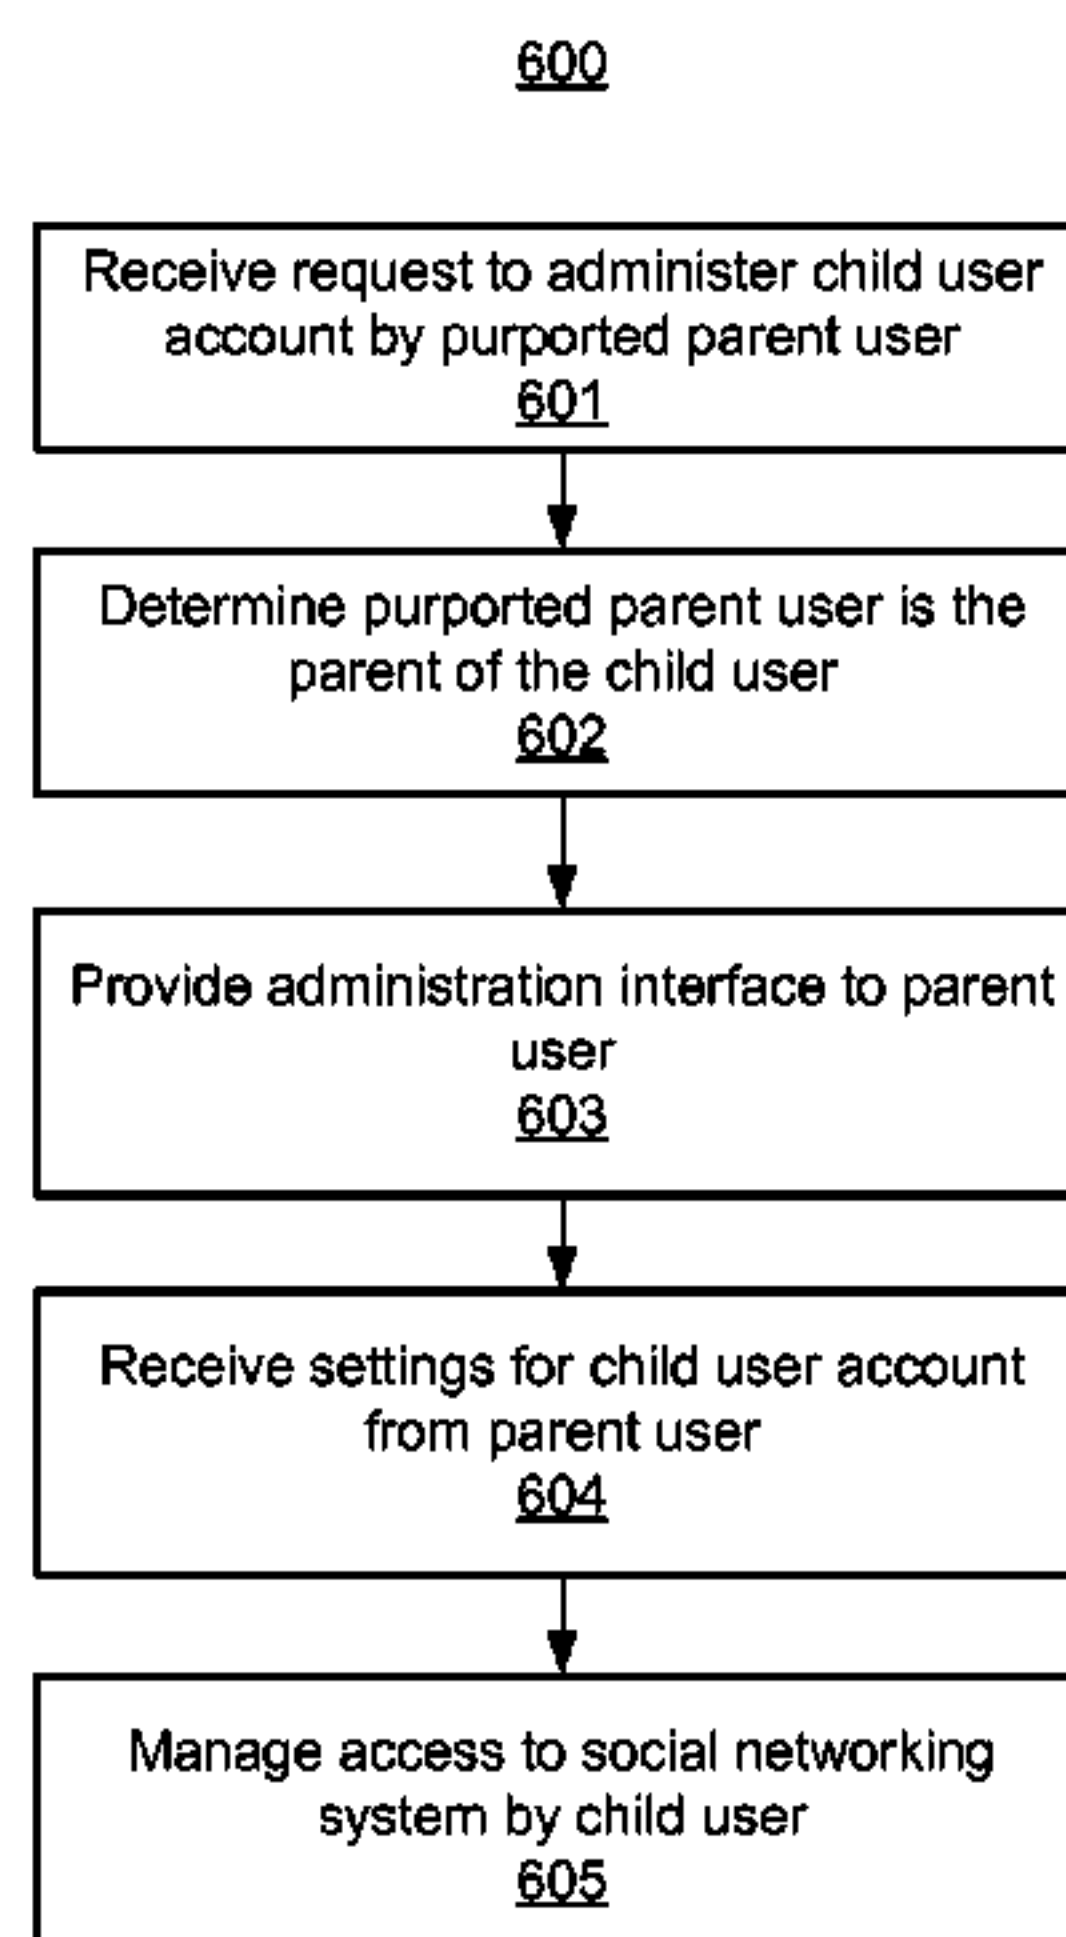 600
Receive request to administer child user
account by purported parent user
601
Determine purported parent user is the
parent of the child user
602
Provide administration interface to parent
user
603
Receive settings for child user account
from parent user
604
Manage access to social networking
system by child user
605